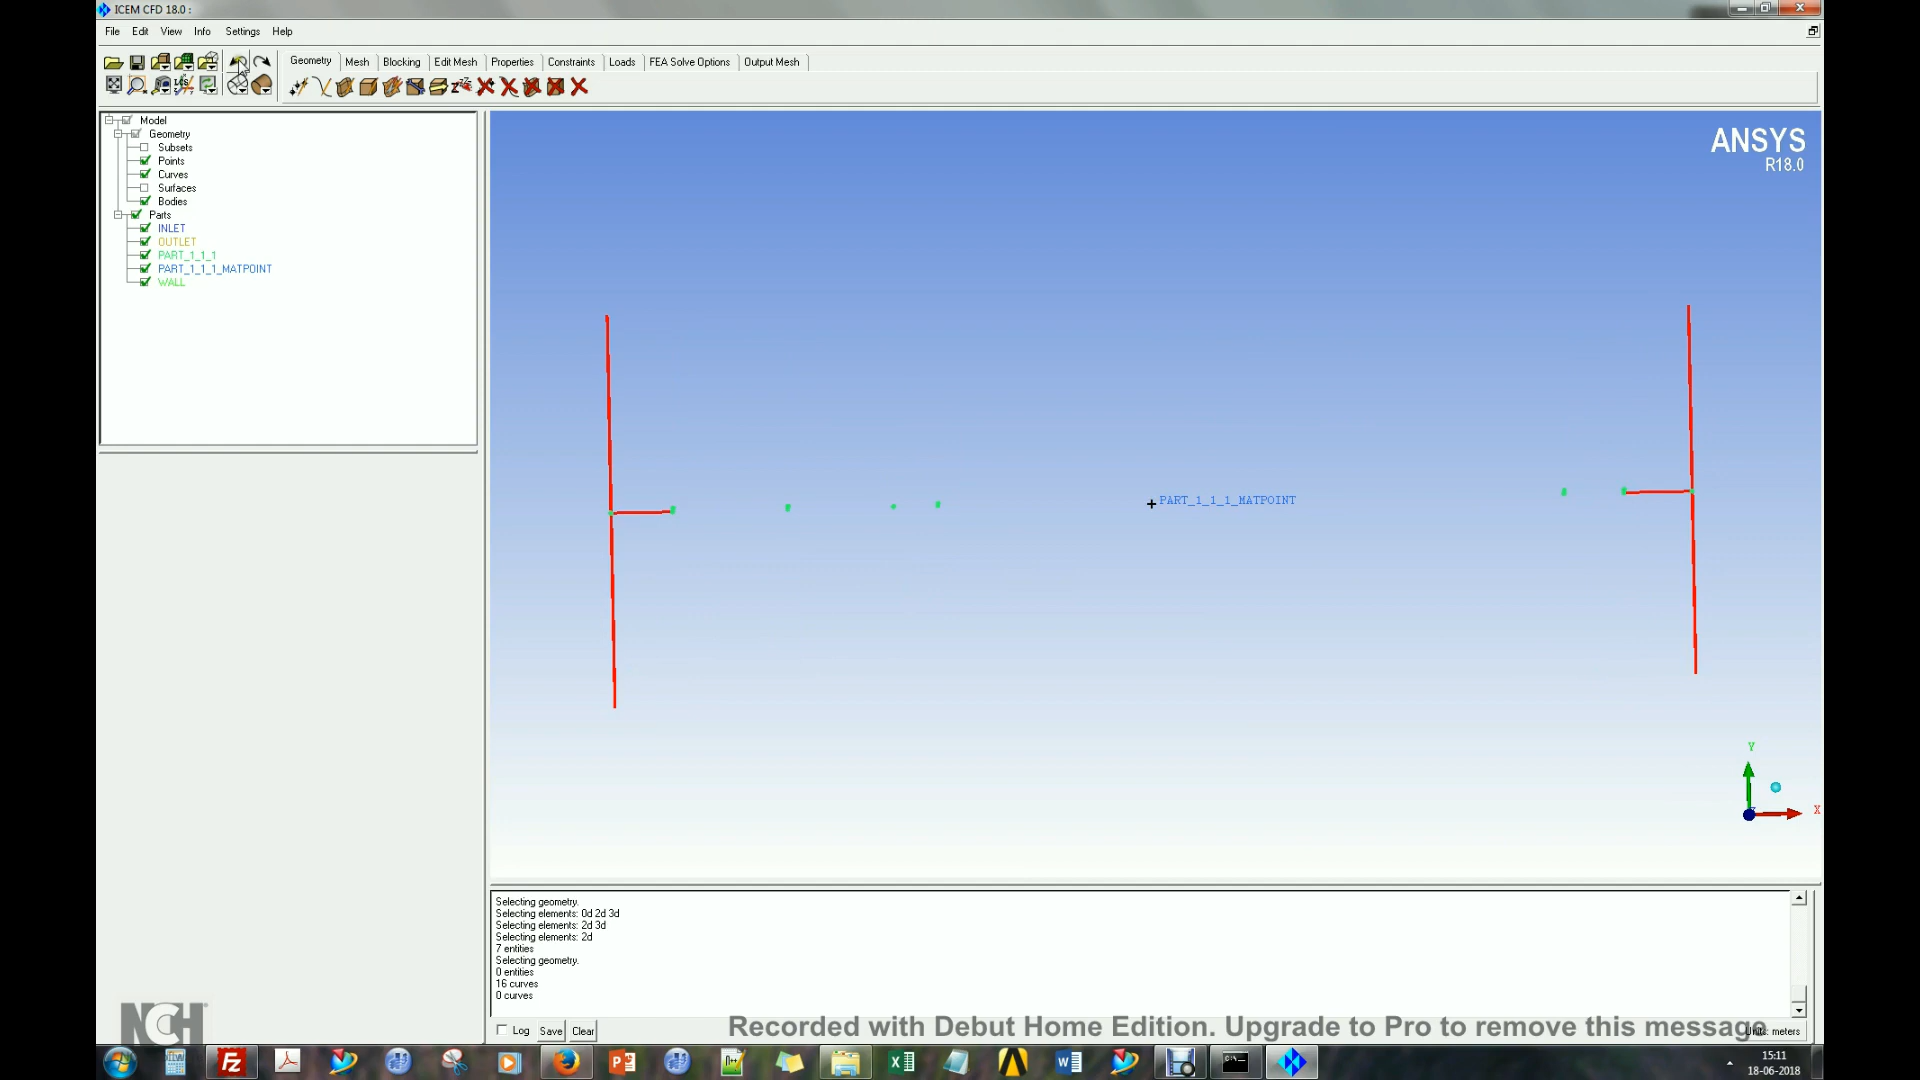 ICEM CFD 18.0 :
File Edit View Info Settings Help
Geometry Mesh Blocking Edit Mesh Properties Constraints Loads FEA Solve Options Output Mesh
Model
Geometry
Subsets
Points
Curves
Surfaces
Bodies
Parts
INLET
OUTLET
PART_1_1_1
PART_1_1_1_MATPOINT
WALL
ANSYS
R18.0
PART_1_1_1_MATPOINT
Y
X
Selecting geometry.
Selecting elements: 0d 2d 3d
Selecting elements: 2d 3d
Selecting elements: 2d
7 entities
Selecting geometry.
0 entities
16 curves
0 curves
Log Save Clear
NCH
Recorded with Debut Home Edition. Upgrade to Pro to remove this message
Units: meters
15:11
18-06-2018